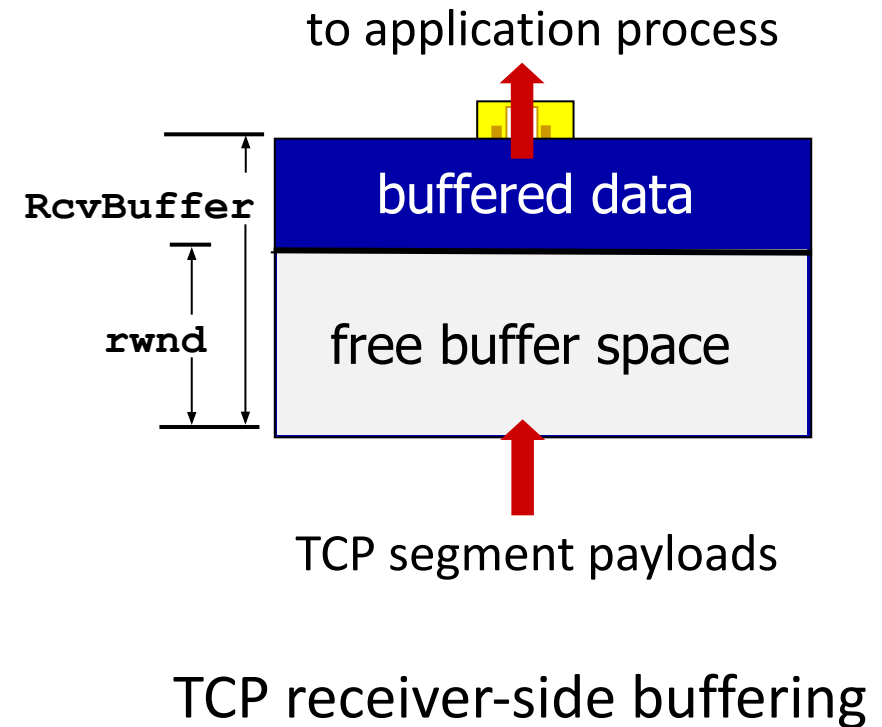 to application process
buffered data
RcvBuffer
rwnd
free buffer space
TCP segment payloads
TCP receiver-side buffering